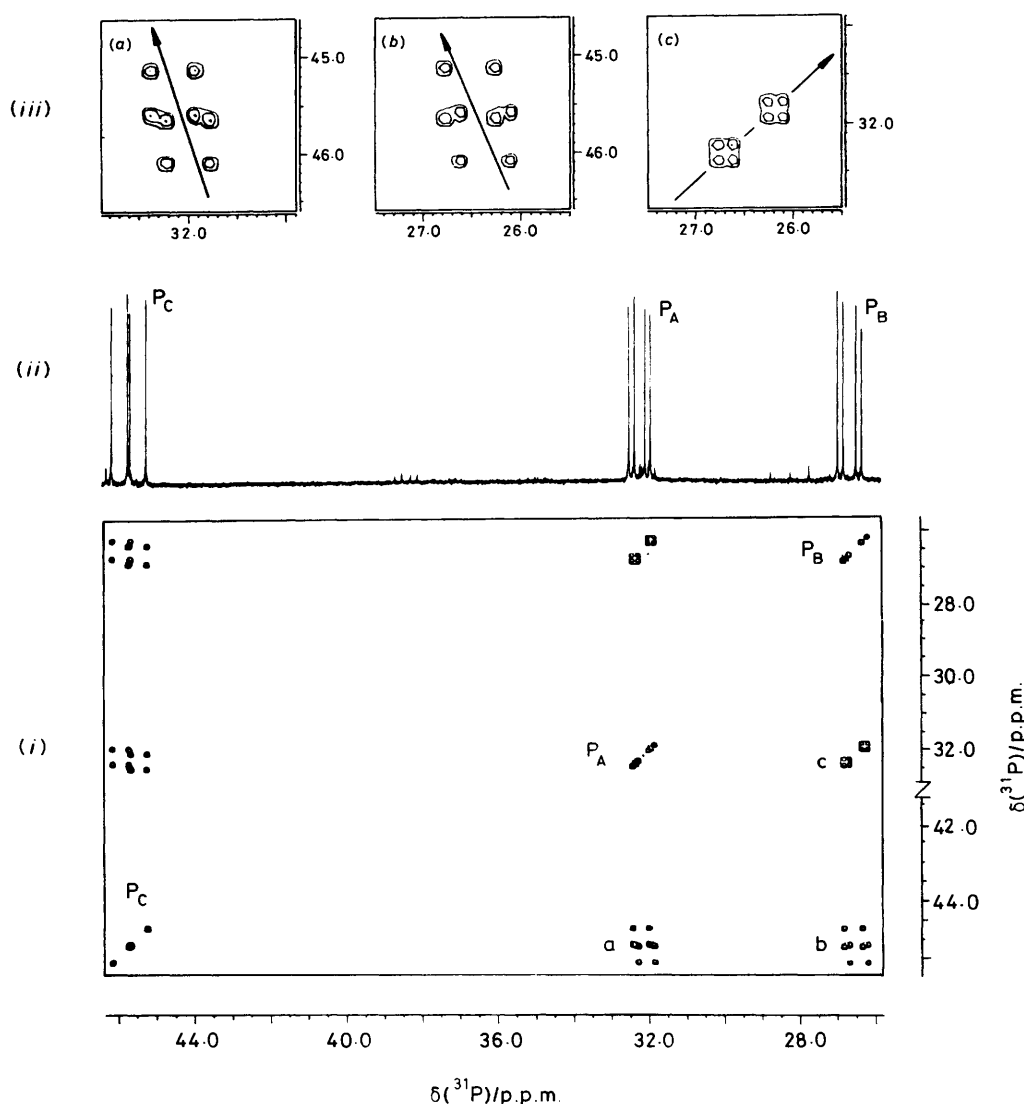 (a)
(b)
(c)
45.0
45.0
(iii)
32.0
46.0
46.0
32.0
27.0 26.0
27.0 26.0
P_C
P_A
P_B
(ii)
P_B
28.0
30.0
(i)
P_A
c
32.0
δ(³¹P)/p.p.m.
42.0
P_C
44.0
a
b
44.0 40.0 36.0 32.0 28.0
δ(³¹P)/p.p.m.